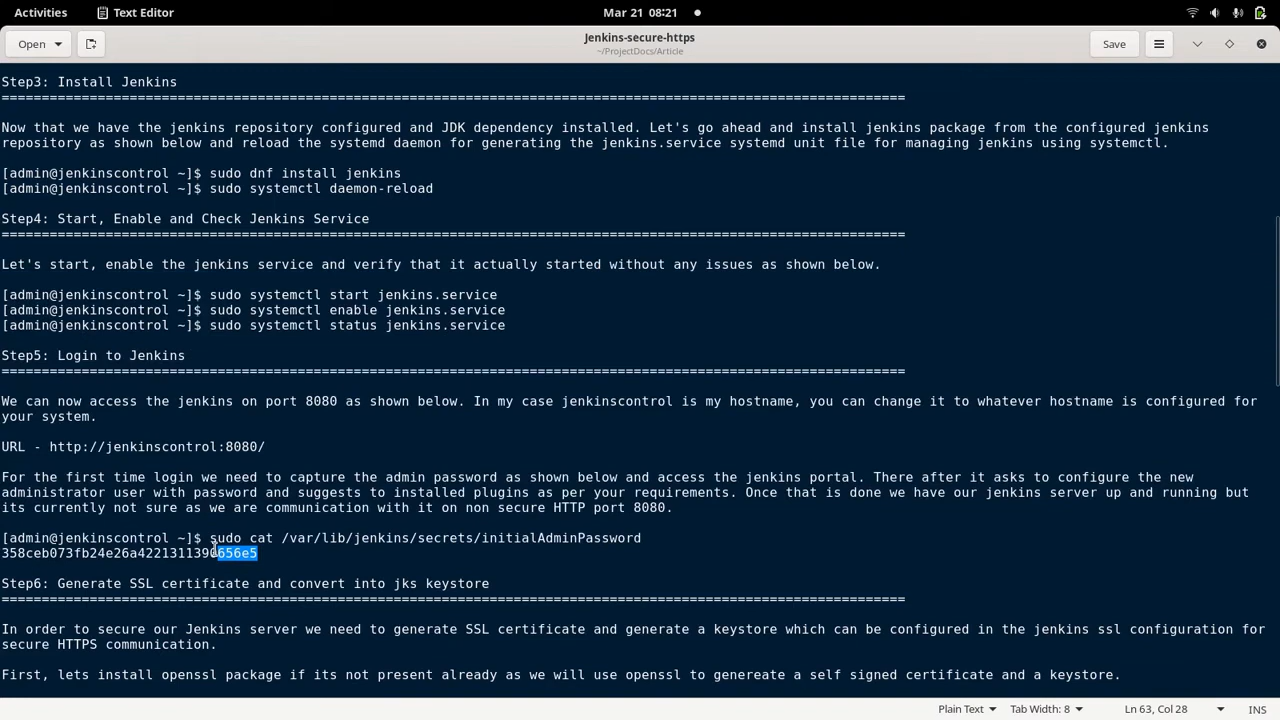 Activities Text Editor Mar 21 08:21
Open Jenkins-secure-https Save
~/ProjectDocs/Article
Step3: Install Jenkins
=================================================================================================================
Now that we have the jenkins repository configured and JDK dependency installed. Let's go ahead and install jenkins package from the configured jenkins
repository as shown below and reload the systemd daemon for generating the jenkins.service systemd unit file for managing jenkins using systemctl.
[admin@jenkinscontrol ~]$ sudo dnf install jenkins
[admin@jenkinscontrol ~]$ sudo systemctl daemon-reload
Step4: Start, Enable and Check Jenkins Service
=================================================================================================================
Let's start, enable the jenkins service and verify that it actually started without any issues as shown below.
[admin@jenkinscontrol ~]$ sudo systemctl start jenkins.service
[admin@jenkinscontrol ~]$ sudo systemctl enable jenkins.service
[admin@jenkinscontrol ~]$ sudo systemctl status jenkins.service
Step5: Login to Jenkins
=================================================================================================================
We can now access the jenkins on port 8080 as shown below. In my case jenkinscontrol is my hostname, you can change it to whatever hostname is configured for
your system.
URL - http://jenkinscontrol:8080/
For the first time login we need to capture the admin password as shown below and access the jenkins portal. There after it asks to configure the new
administrator user with password and suggests to installed plugins as per your requirements. Once that is done we have our jenkins server up and running but
its currently not sure as we are communication with it on non secure HTTP port 8080.
[admin@jenkinscontrol ~]$ sudo cat /var/lib/jenkins/secrets/initialAdminPassword
358ceb073fb24e26a4221311390656e5
Step6: Generate SSL certificate and convert into jks keystore
=================================================================================================================
In order to secure our Jenkins server we need to generate SSL certificate and generate a keystore which can be configured in the jenkins ssl configuration for
secure HTTPS communication.
First, lets install openssl package if its not present already as we will use openssl to genereate a self signed certificate and a keystore.
Plain Text Tab Width: 8 Ln 63, Col 28 INS